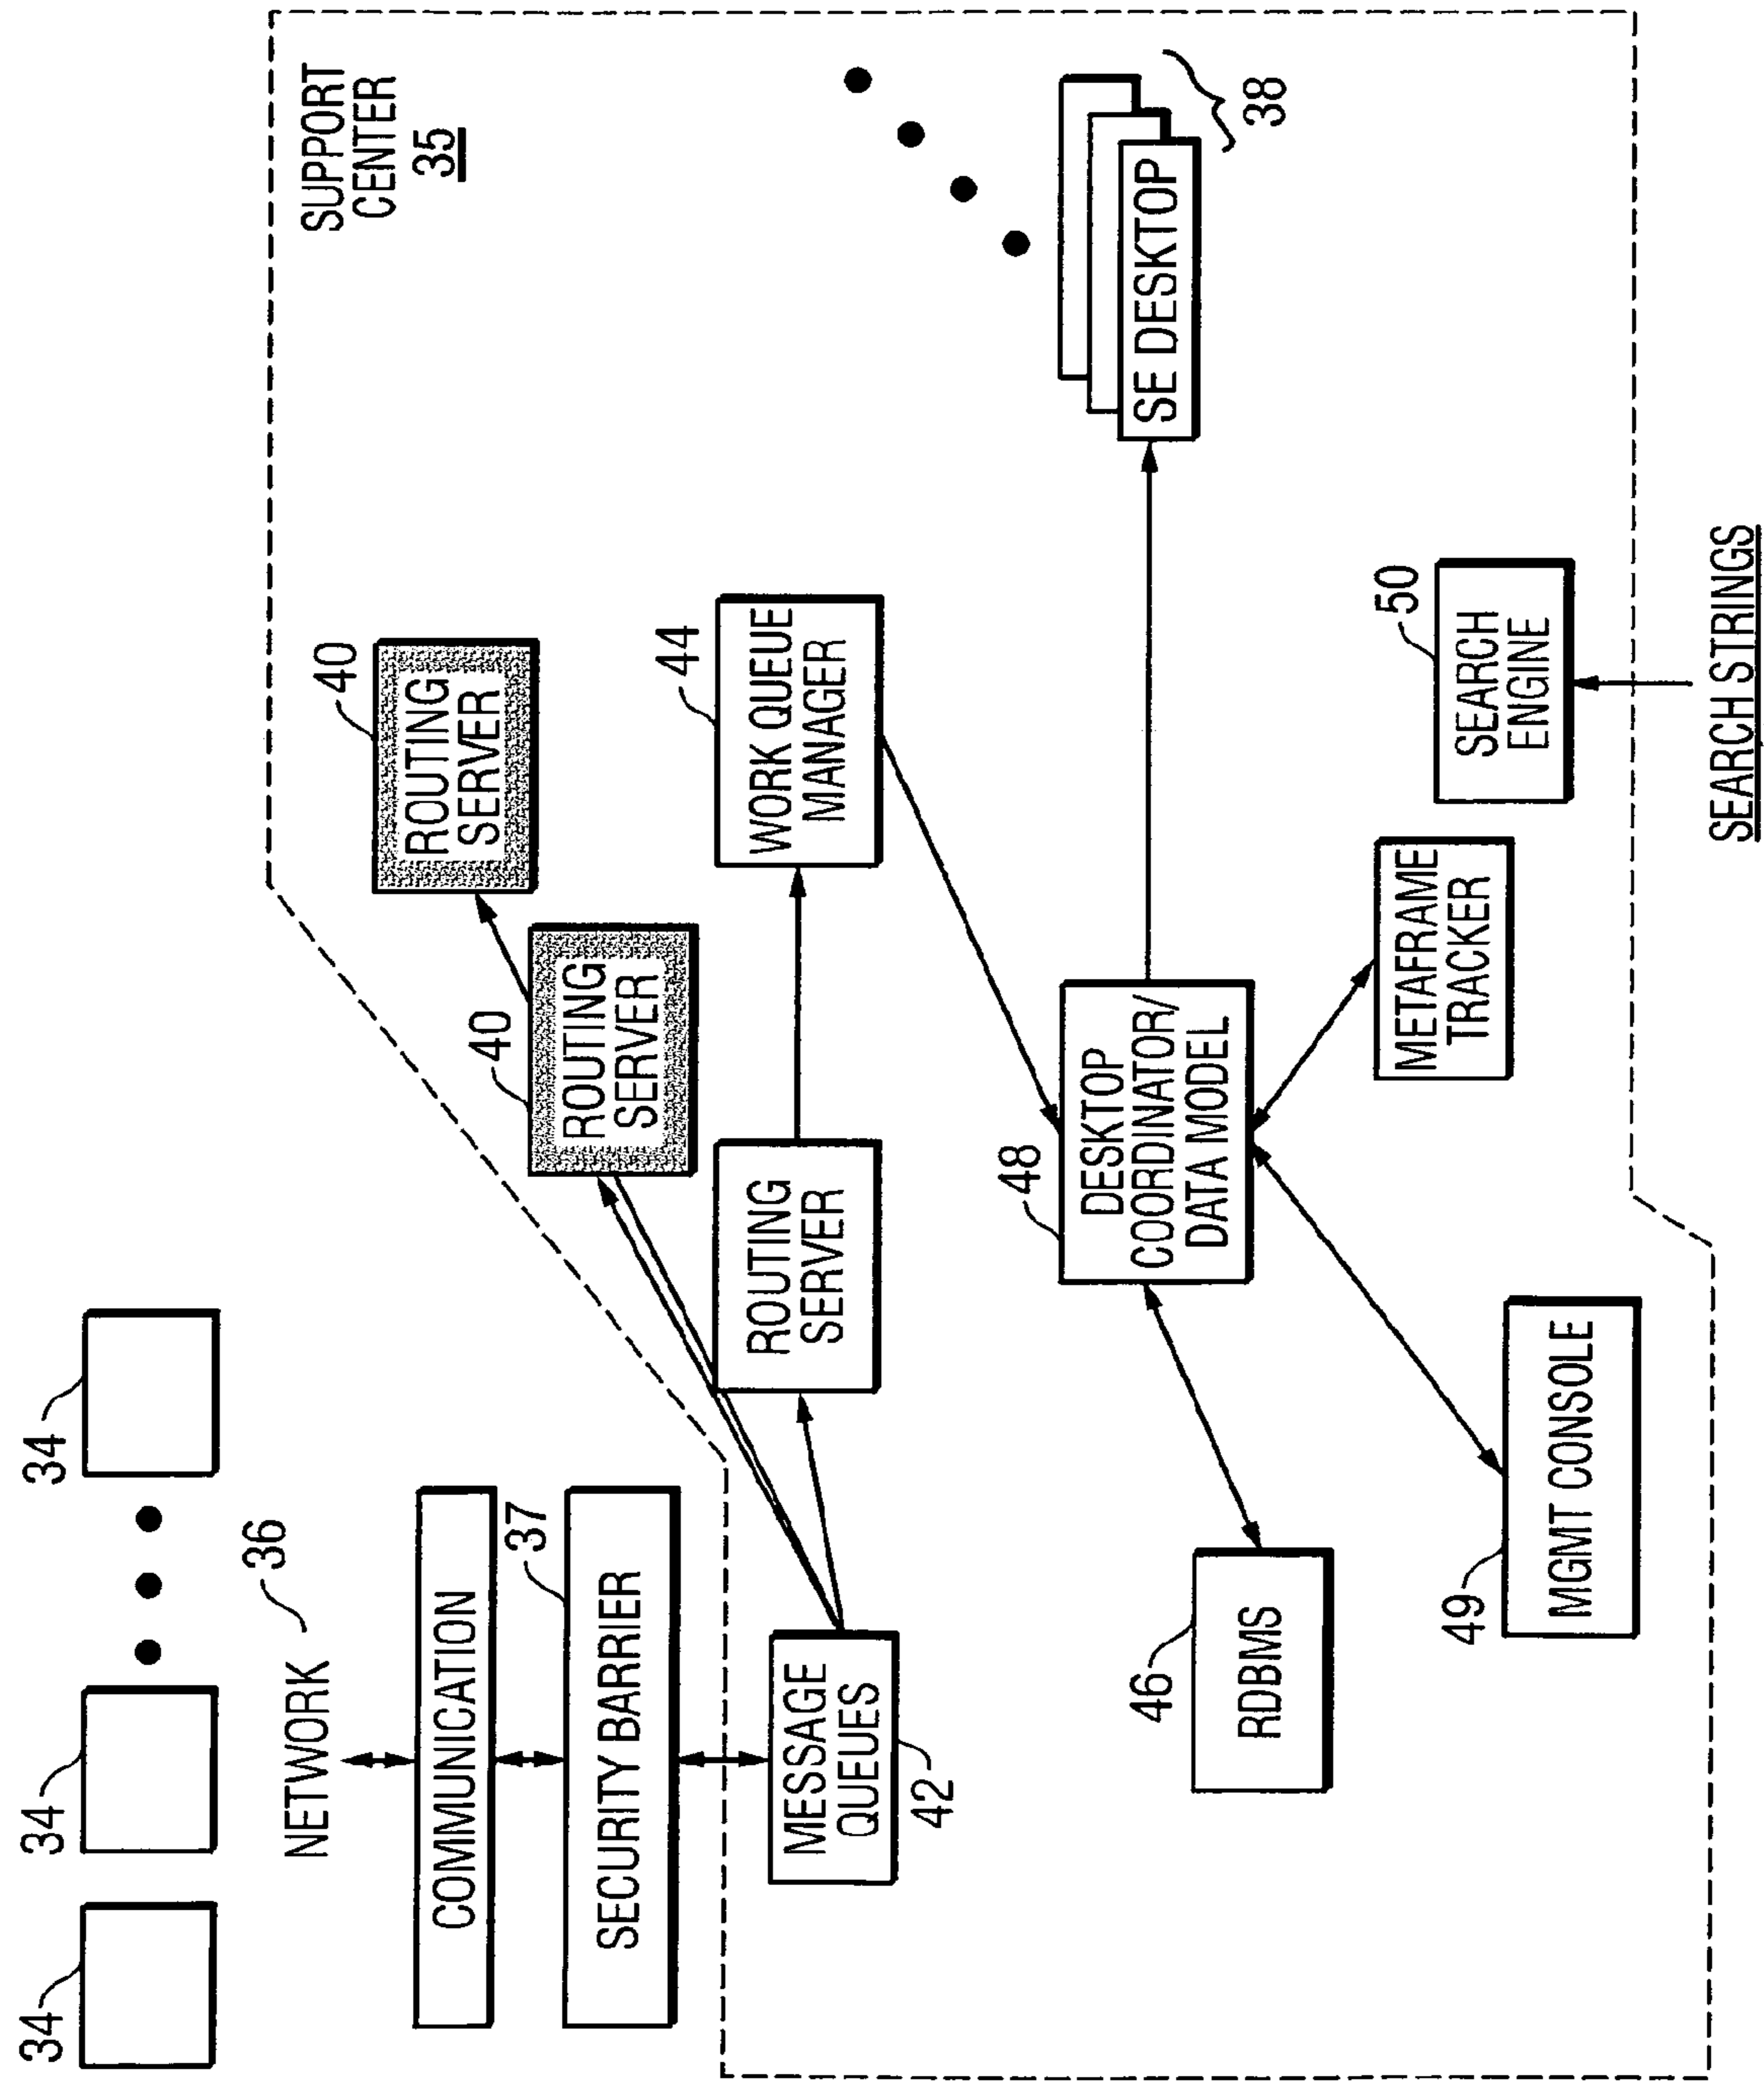 34
34
34
NETWORK
36
COMMUNICATION
SECURITY BARRIER
37
SUPPORT
CENTER
35
40
ROUTING
SERVER
40
ROUTING
SERVER
MESSAGE
QUEUES
42
ROUTING
SERVER
44
WORK QUEUE
MANAGER
48
DESKTOP
COORDINATOR/
DATA MODEL
SE DESKTOP
38
46
RDBMS
49
MGMT CONSOLE
METAFRAME
TRACKER
50
SEARCH
ENGINE
SEARCH STRINGS